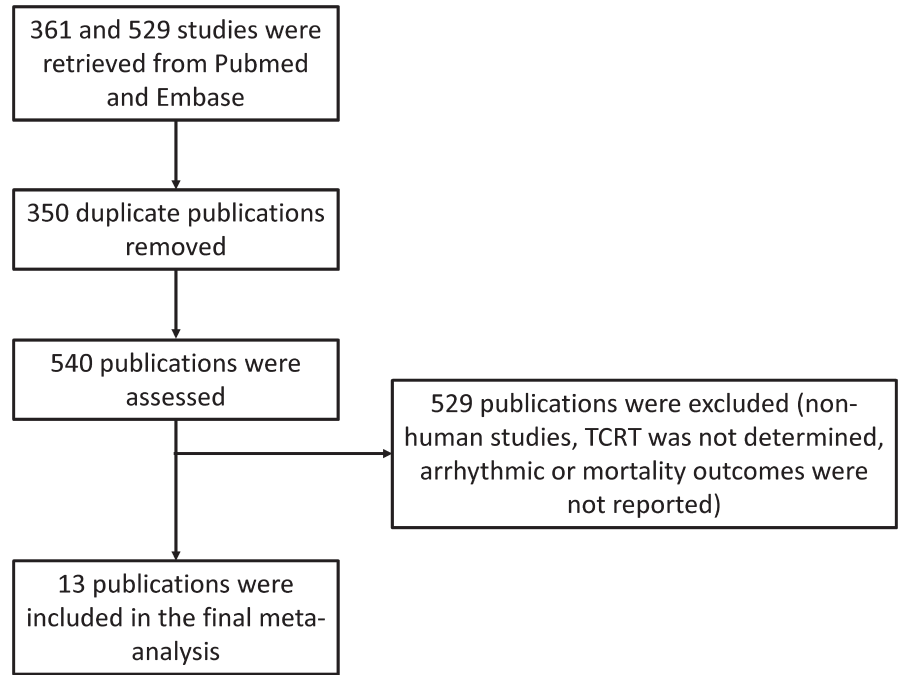 361 and 529 studies were
retrieved from Pubmed
and Embase
350 duplicate publications
removed
540 publications were
assessed
529 publications were excluded (non-
human studies, TCRT was not determined,
arrhythmic or mortality outcomes were
not reported)
13 publications were
included in the final meta-
analysis